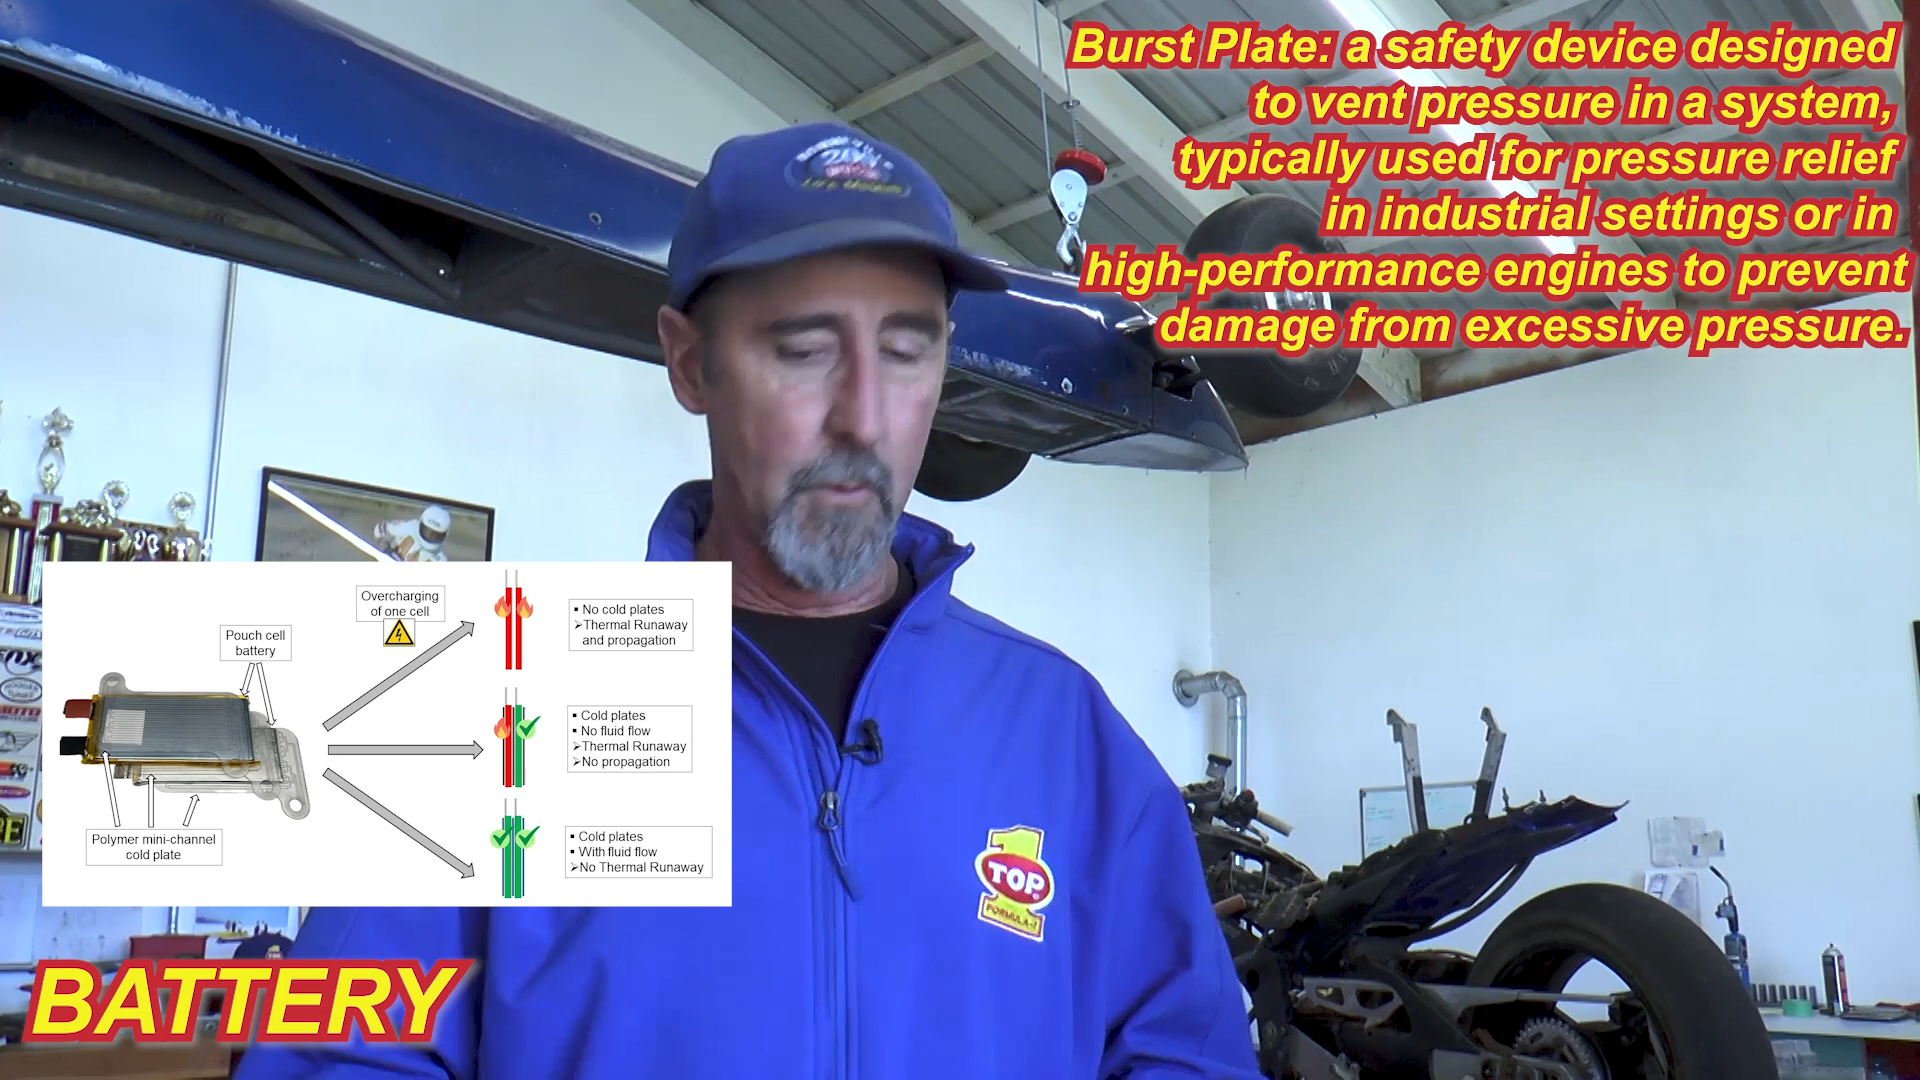 Burst Plate: a safety device designed
to vent pressure in a system,
typically used for pressure relief
in industrial settings or in
high-performance engines to prevent
damage from excessive pressure.
Overcharging
of one cell
Pouch cell
battery
Polymer mini-channel
cold plate
▪ No cold plates
➢Thermal Runaway
and propagation
▪ Cold plates
▪ No fluid flow
➢Thermal Runaway
➢No propagation
▪ Cold plates
▪ With fluid flow
➢No Thermal Runaway
1
TOP
FORMULA-1
BATTERY